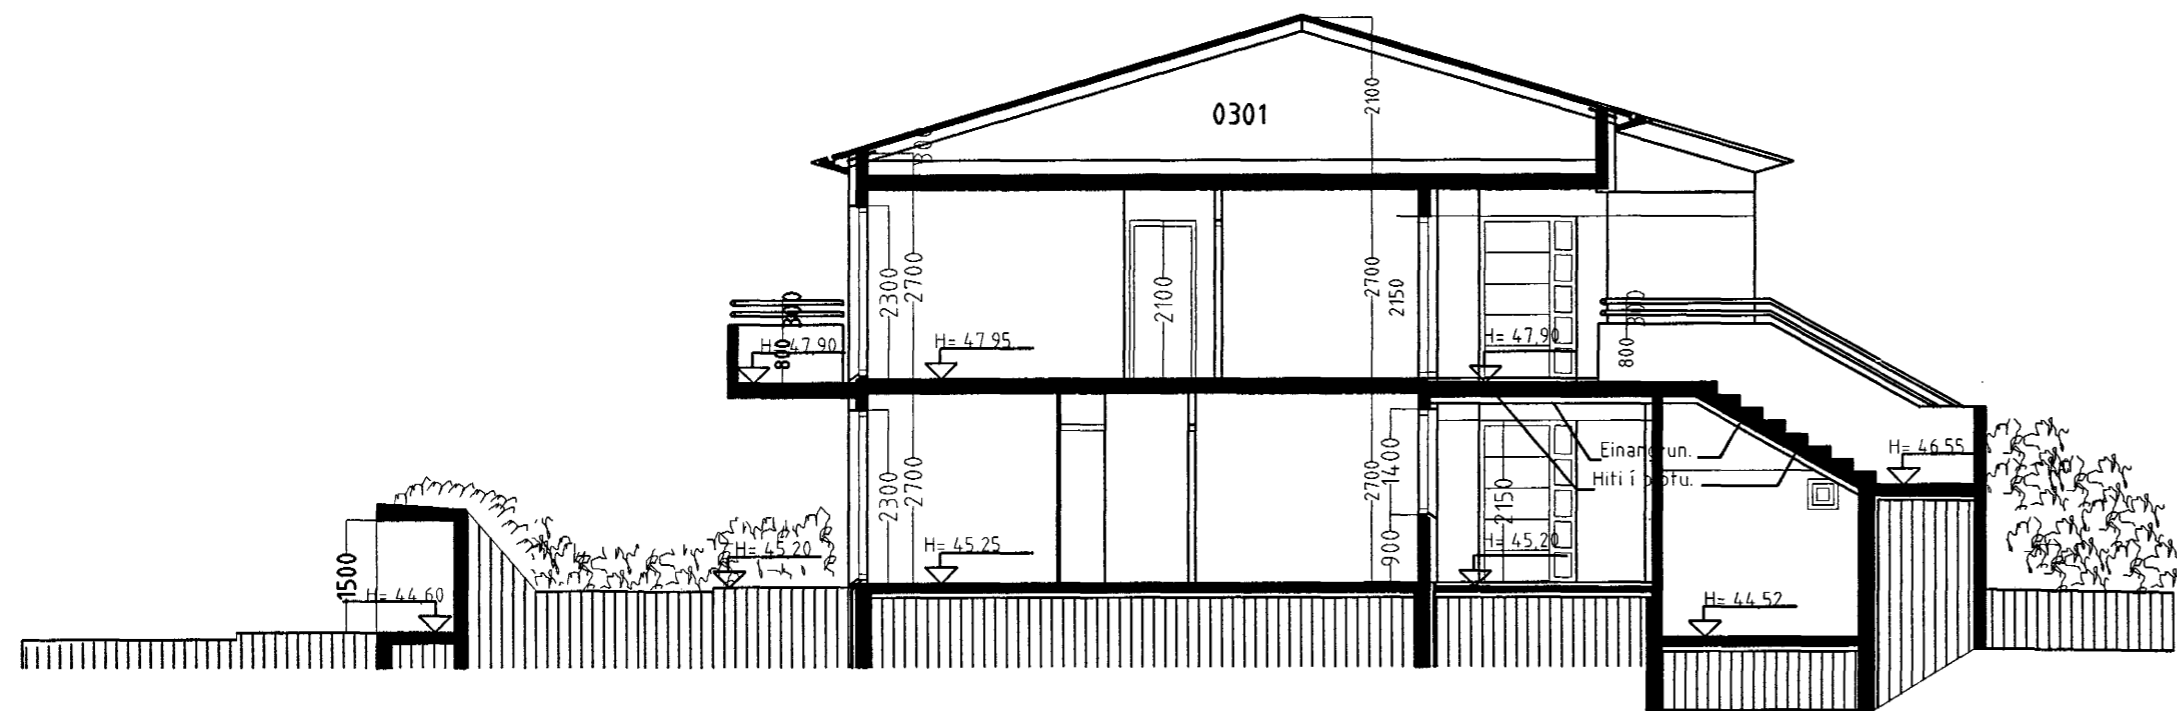 2100
0301
300
2300
2700
2100
2700
2150
300
800
H= 47,90
H= 47,95
H= 47,90
300
800
2300
2700
2700
1400
900
2150
Einangrun.
Hiti í plötu.
H= 46,55
H= 45,20
H= 45,25
H= 45,20
1500
H= 44,60
H= 44,52